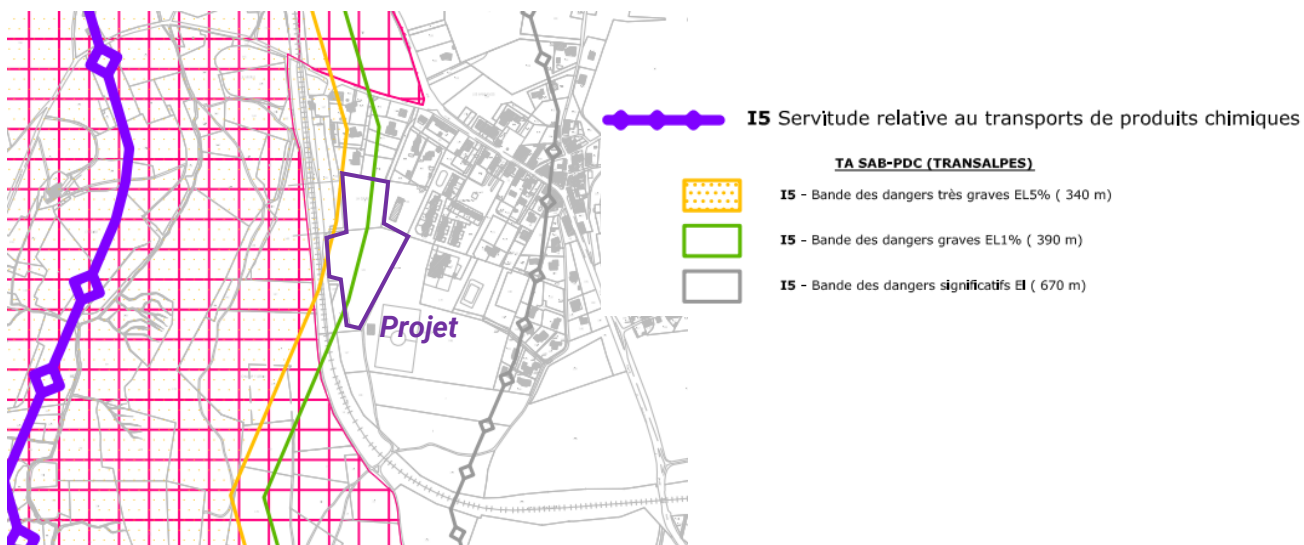 I5 Servitude relative au transports de produits chimiques
TA SAB-PDC (TRANSALPES)
I5 - Bande des dangers très graves EL5% ( 340 m)
I5 - Bande des dangers graves EL1% ( 390 m)
I5 - Bande des dangers significatifs EI ( 670 m)
Projet